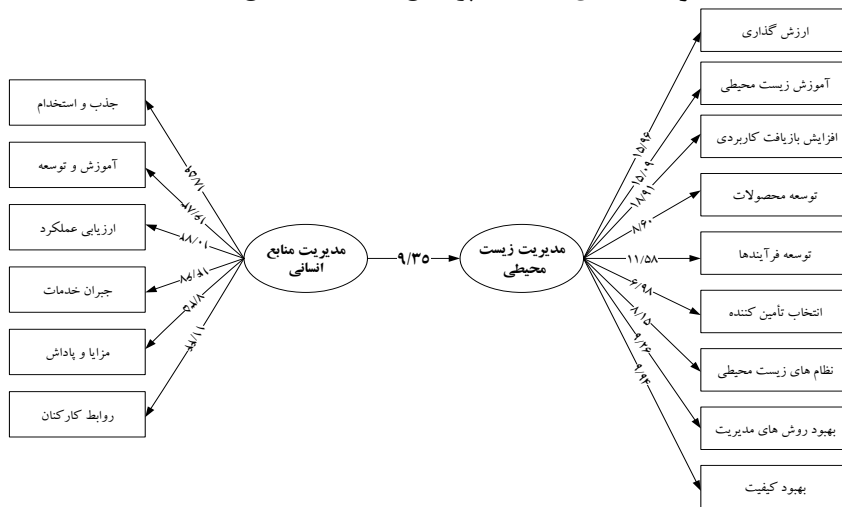 ارزش گذاری
آموزش زیست محیطی
افزایش بازیافت کاربردی
توسعه محصولات
توسعه فرآیندها
انتخاب تأمین کننده
نظام های زیست محیطی
بهبود روش های مدیریت
بهبود کیفیت
۱۵/۹۶
۱۵/۰۹
۱۸/۹۱
۸/۶۰
۱۱/۵۸
۶/۹۸
۸/۱۵
۹/۲۶
۹/۹۴
مدیریت زیست
محیطی
۹/۳۵
مدیریت منابع
انسانی
جذب و استخدام
آموزش و توسعه
ارزیابی عملکرد
جبران خدمات
مزایا و پاداش
روابط کارکنان